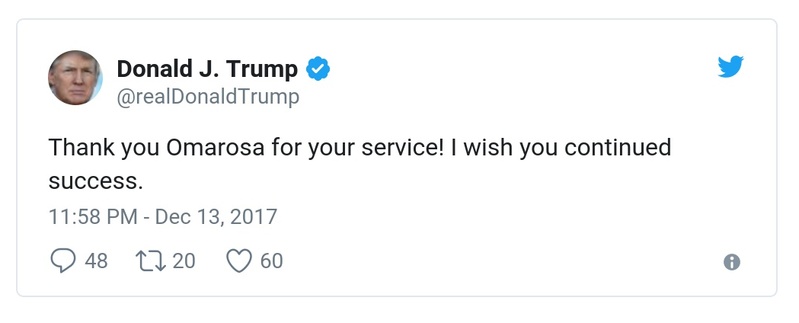 Donald J. Trump
@realDonaldTrump
Thank you Omarosa for your service! I wish you continued
success.
11:58 PM - Dec 13, 2017
48 20 60